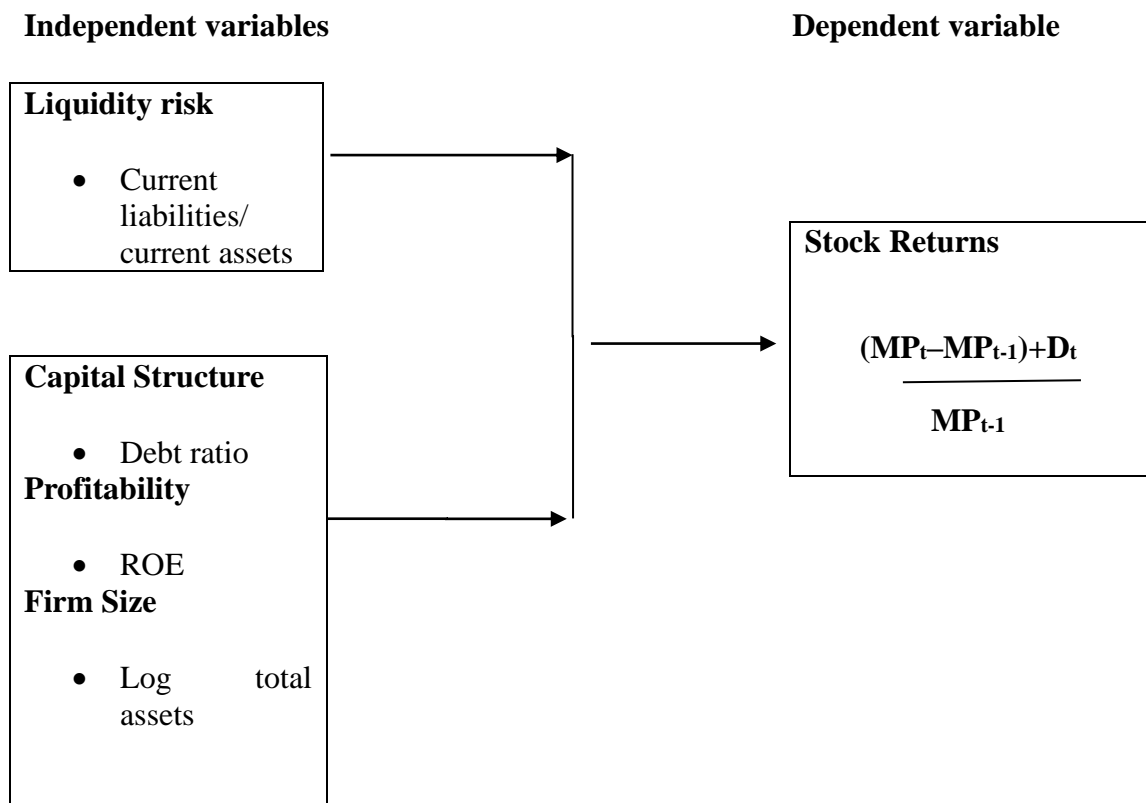 Independent variables
Dependent variable
Liquidity risk
• Current
liabilities/
current assets
Capital Structure
• Debt ratio
Profitability
• ROE
Firm Size
• Log total
assets
Stock Returns
(MPt–MPt-1)+Dt
MPt-1